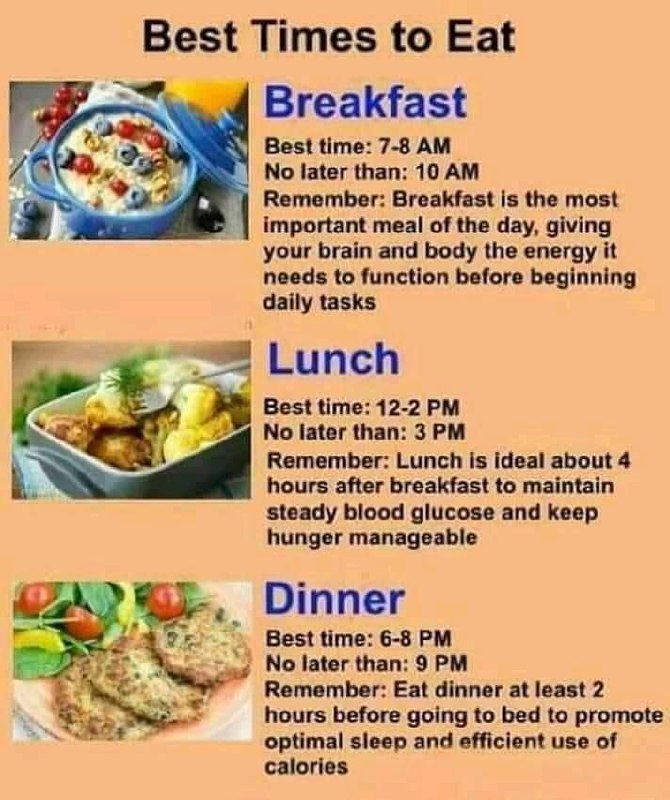 Best Times to Eat
Breakfast
Best time: 7-8 AM
No later than: 10 AM
Remember: Breakfast is the most
important meal of the day, giving
your brain and body the energy it
needs to function before beginning
daily tasks
Lunch
Best time: 12-2 PM
No later than: 3 PM
Remember: Lunch is ideal about 4
hours after breakfast to maintain
steady blood glucose and keep
hunger manageable
Dinner
Best time: 6-8 PM
No later than: 9 PM
Remember: Eat dinner at least 2
hours before going to bed to promote
optimal sleep and efficient use of
calories